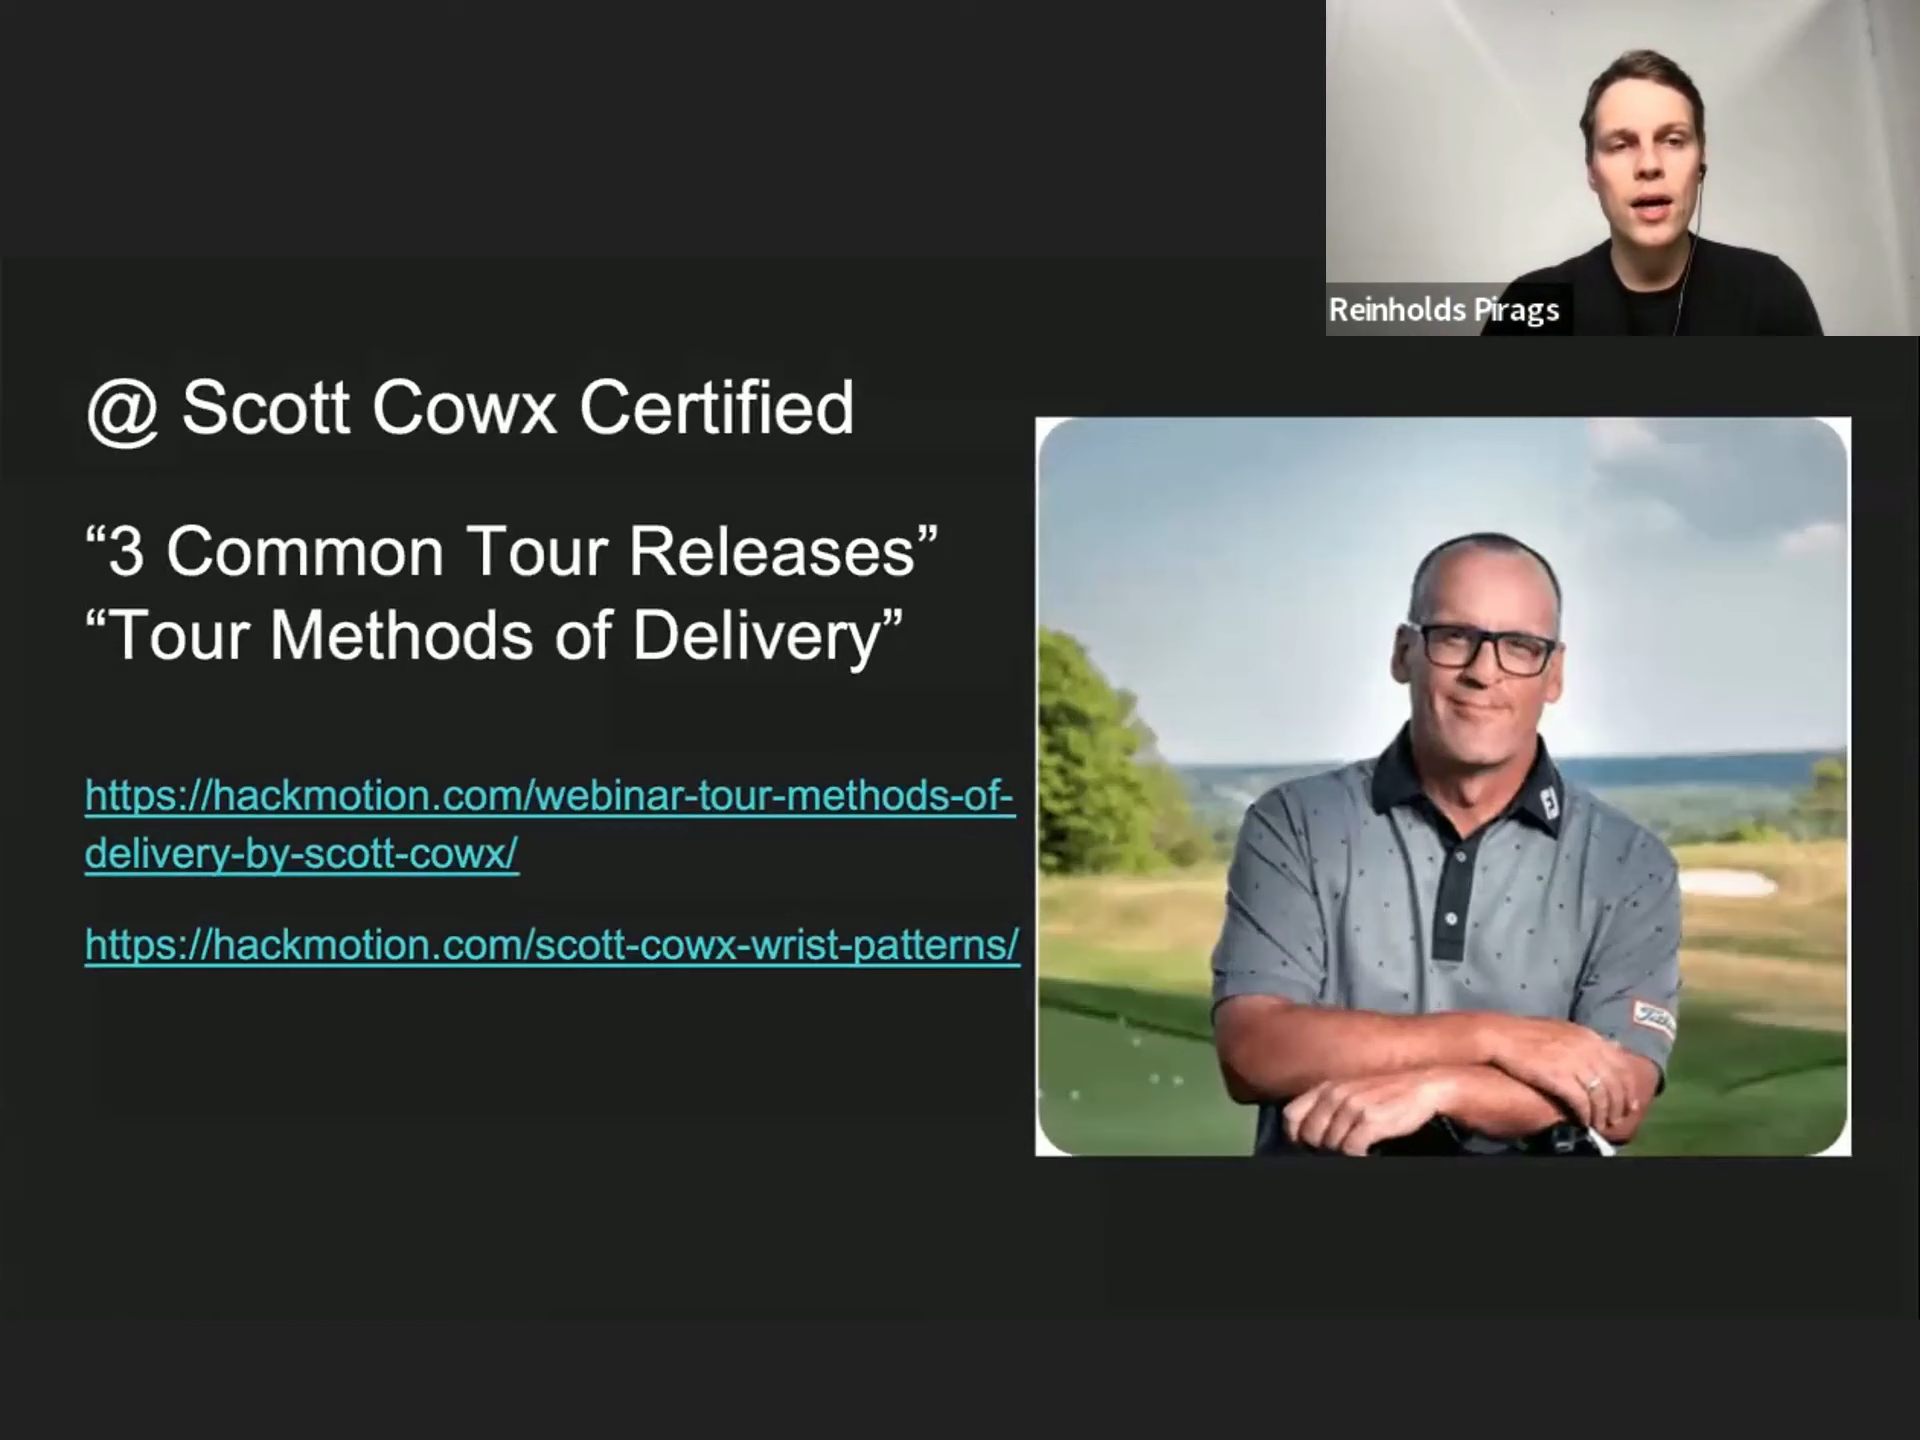 Reinholds Pirags
@ Scott Cowx Certified
“3 Common Tour Releases”
“Tour Methods of Delivery”
https://hackmotion.com/webinar-tour-methods-of-
delivery-by-scott-cowx/
https://hackmotion.com/scott-cowx-wrist-patterns/